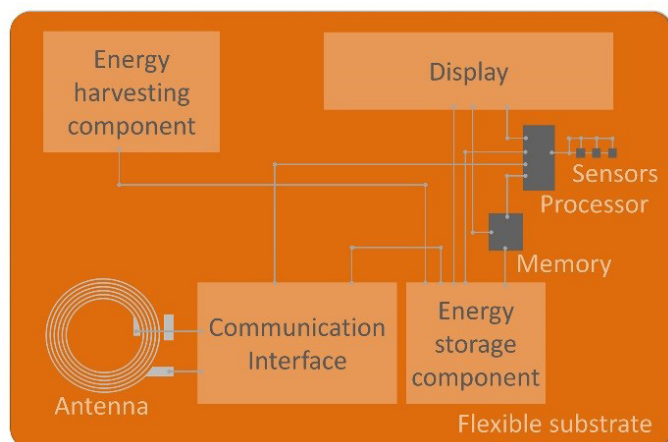 Energy
harvesting
component
Display
Sensors
Processor
Memory
Communication
Interface
Energy
storage
component
Antenna
Flexible substrate